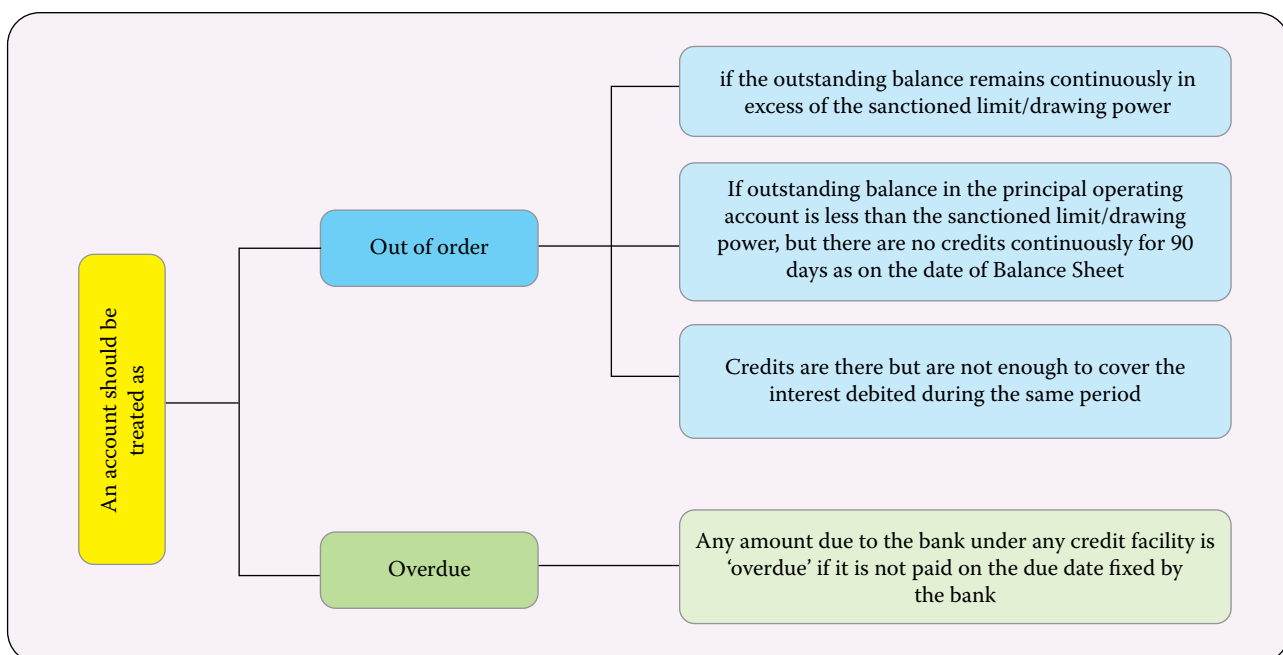 An account should be
treated as
Out of order
if the outstanding balance remains continuously in
excess of the sanctioned limit/drawing power
If outstanding balance in the principal operating
account is less than the sanctioned limit/drawing
power, but there are no credits continuously for 90
days as on the date of Balance Sheet
Credits are there but are not enough to cover the
interest debited during the same period
Overdue
Any amount due to the bank under any credit facility is
‘overdue’ if it is not paid on the due date fixed by
the bank